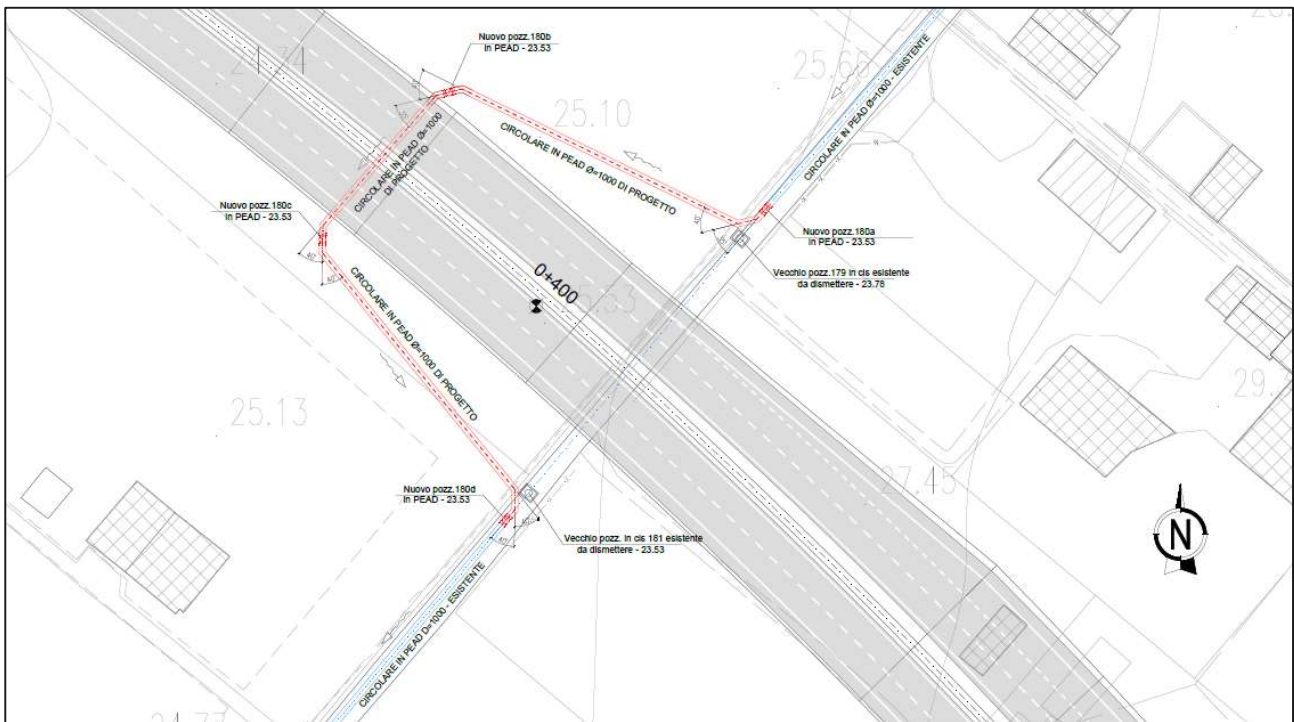 Nuovo pozz.180b
in PEAD - 23.53
24.34
25.68
25.10
CIRCOLARE IN PEAD Ø=1000 - ESISTENTE
CIRCOLARE IN PEAD Ø=1000 DI PROGETTO
CIRCOLARE IN PEAD Ø=1000
DI PROGETTO
Nuovo pozz.180c
in PEAD - 23.53
Nuovo pozz.180a
in PEAD - 23.53
Vecchio pozz.179 in cls esistente
da dismettere - 23.78
0+400
CIRCOLARE IN PEAD Ø=1000 DI PROGETTO
25.13
27.45
Nuovo pozz.180d
in PEAD - 23.53
Vecchio pozz. in cls 181 esistente
da dismettere - 23.53
N
CIRCOLARE IN PEAD D=1000 - ESISTENTE